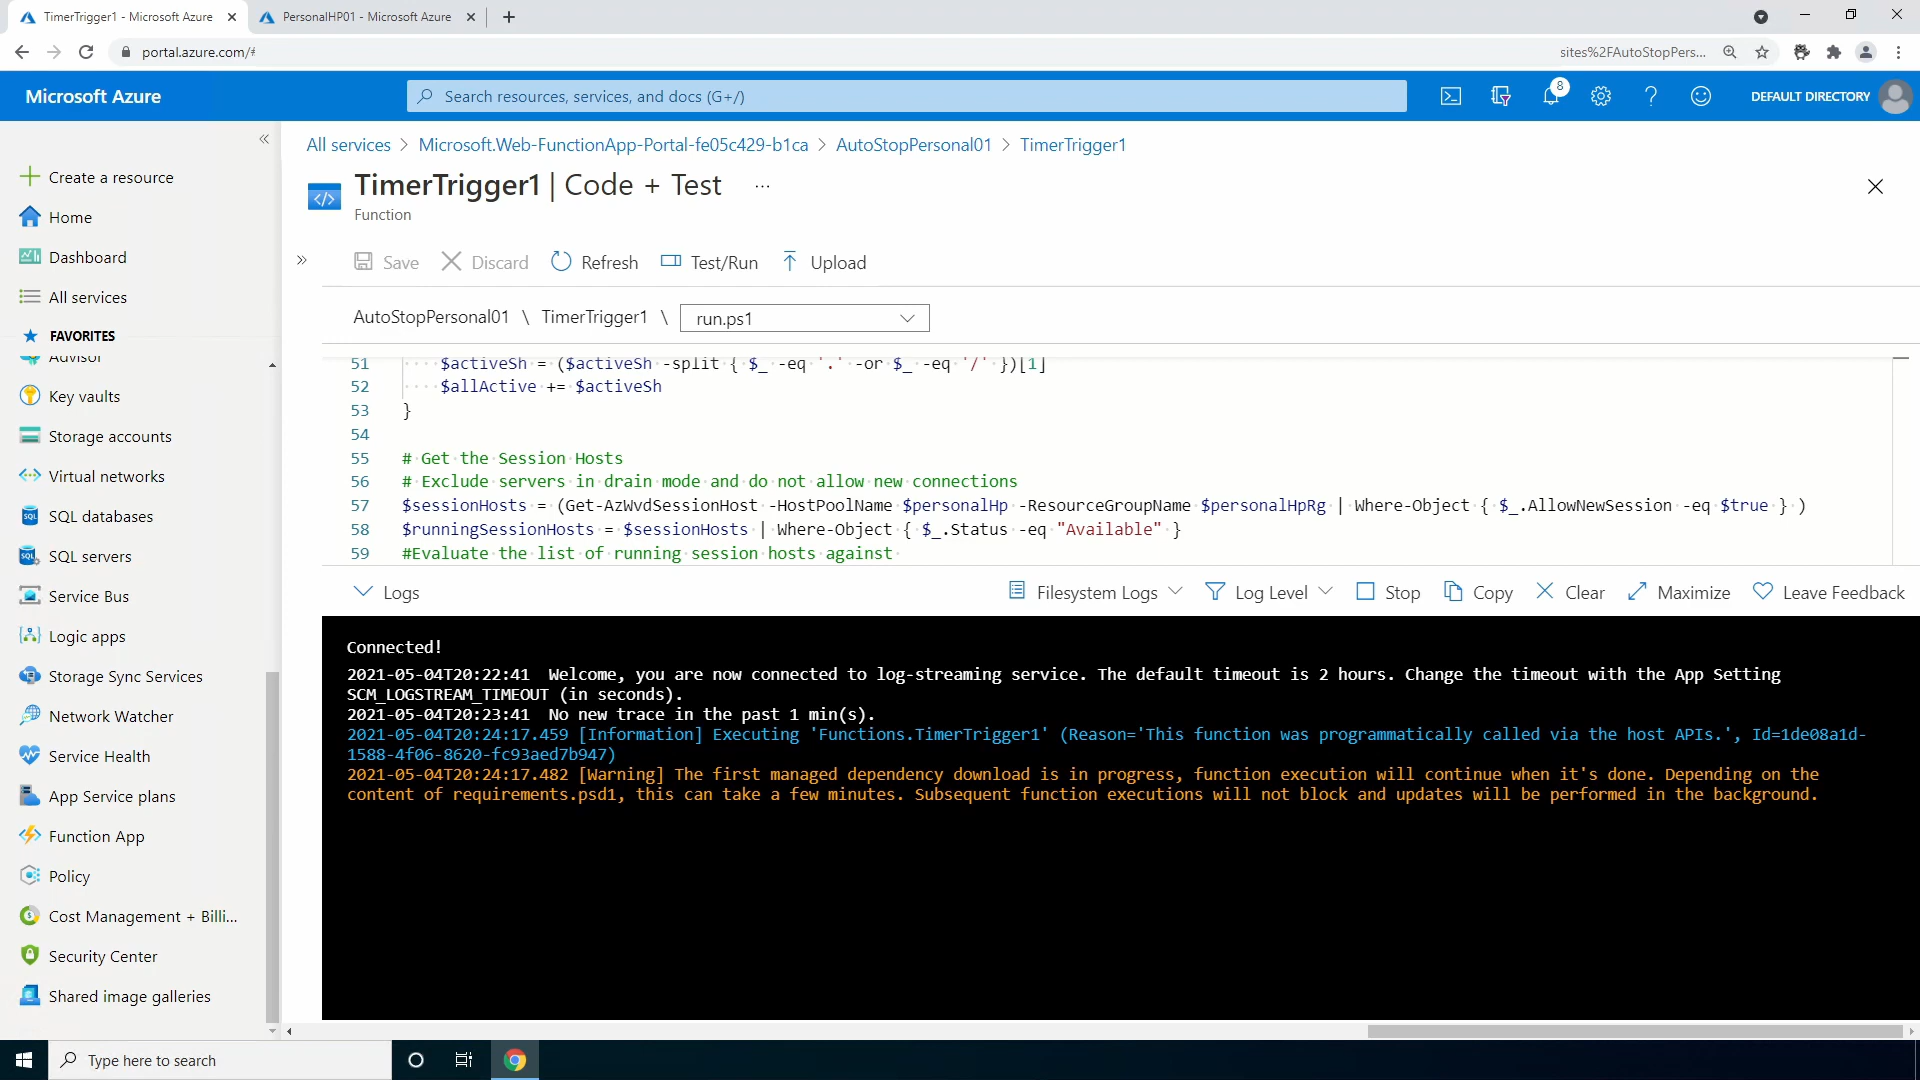 TimerTrigger1 - Microsoft Azure
PersonalHP01 - Microsoft Azure
portal.azure.com/#
sites%2FAutoStopPers...
Microsoft Azure
Search resources, services, and docs (G+/)
8
DEFAULT DIRECTORY
All services > Microsoft.Web-FunctionApp-Portal-fe05c429-b1ca > AutoStopPersonal01 > TimerTrigger1
TimerTrigger1 | Code + Test ...
Function
Save
Discard
Refresh
Test/Run
Upload
AutoStopPersonal01 \ TimerTrigger1 \ run.ps1
Create a resource
Home
Dashboard
All services
FAVORITES
Advisor
Key vaults
Storage accounts
Virtual networks
SQL databases
SQL servers
Service Bus
Logic apps
Storage Sync Services
Network Watcher
Service Health
App Service plans
Function App
Policy
Cost Management + Billi...
Security Center
Shared image galleries
51 $activeSh = ($activeSh -split { $_ -eq '.' -or $_ -eq '/' })[1]
52 $allActive += $activeSh
53 }
54
55 # Get the Session Hosts
56 # Exclude servers in drain mode and do not allow new connections
57 $sessionHosts = (Get-AzWvdSessionHost -HostPoolName $personalHp -ResourceGroupName $personalHpRg | Where-Object { $_.AllowNewSession -eq $true } )
58 $runningSessionHosts = $sessionHosts | Where-Object { $_.Status -eq "Available" }
59 #Evaluate the list of running session hosts against
Logs
Filesystem Logs
Log Level
Stop
Copy
Clear
Maximize
Leave Feedback
Connected!
2021-05-04T20:22:41 Welcome, you are now connected to log-streaming service. The default timeout is 2 hours. Change the timeout with the App Setting
SCM_LOGSTREAM_TIMEOUT (in seconds).
2021-05-04T20:23:41 No new trace in the past 1 min(s).
2021-05-04T20:24:17.459 [Information] Executing 'Functions.TimerTrigger1' (Reason='This function was programmatically called via the host APIs.', Id=1de08a1d-
1588-4f06-8620-fc93aed7b947)
2021-05-04T20:24:17.482 [Warning] The first managed dependency download is in progress, function execution will continue when it's done. Depending on the
content of requirements.psd1, this can take a few minutes. Subsequent function executions will not block and updates will be performed in the background.
Type here to search